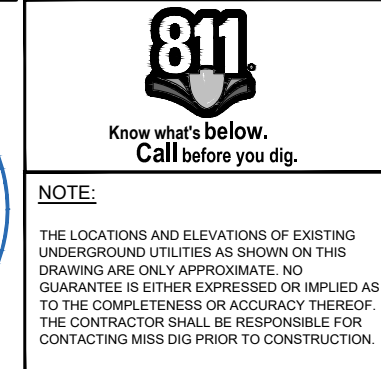 811.
Know what's below.
Call before you dig.
NOTE:
THE LOCATIONS AND ELEVATIONS OF EXISTING
UNDERGROUND UTILITIES AS SHOWN ON THIS
DRAWING ARE ONLY APPROXIMATE. NO
GUARANTEE IS EITHER EXPRESSED OR IMPLIED AS
TO THE COMPLETENESS OR ACCURACY THEREOF.
THE CONTRACTOR SHALL BE RESPONSIBLE FOR
CONTACTING MISS DIG PRIOR TO CONSTRUCTION.